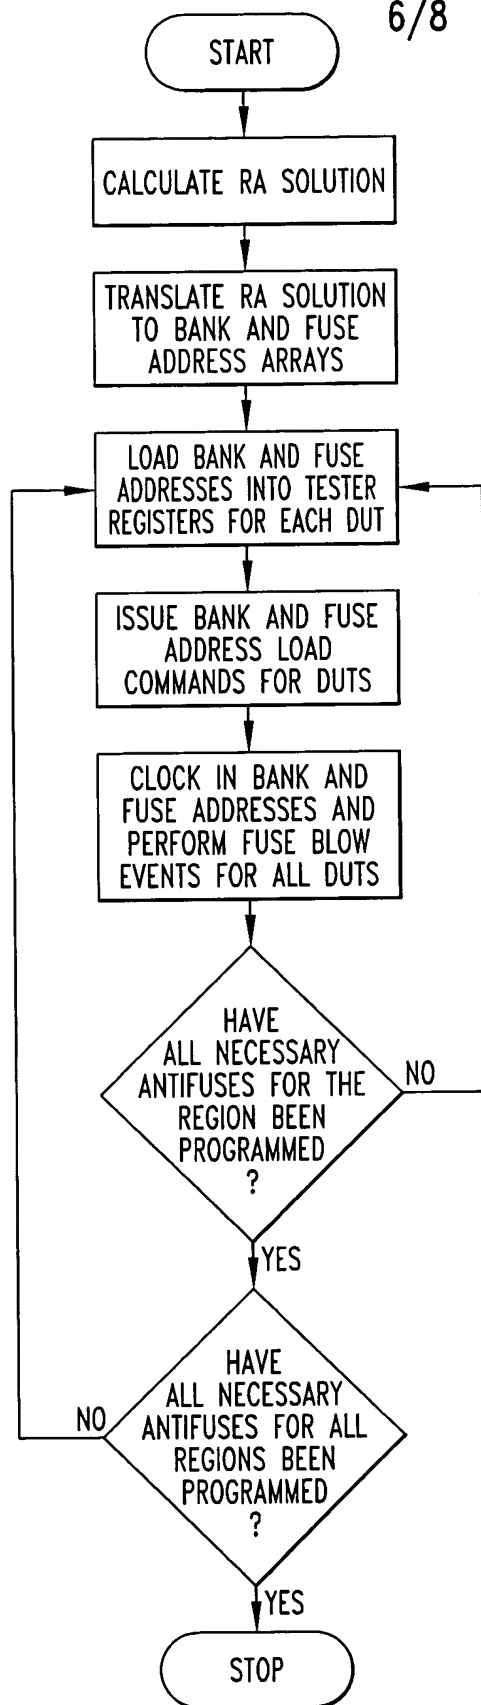 6/8
START
CALCULATE RA SOLUTION
TRANSLATE RA SOLUTION
TO BANK AND FUSE
ADDRESS ARRAYS
LOAD BANK AND FUSE
ADDRESSES INTO TESTER
REGISTERS FOR EACH DUT
ISSUE BANK AND FUSE
ADDRESS LOAD
COMMANDS FOR DUTS
CLOCK IN BANK AND
FUSE ADDRESSES AND
PERFORM FUSE BLOW
EVENTS FOR ALL DUTS
HAVE
ALL NECESSARY
ANTIFUSES FOR THE
REGION BEEN
PROGRAMMED
?
NO
YES
HAVE
ALL NECESSARY
ANTIFUSES FOR ALL
REGIONS BEEN
PROGRAMMED
?
NO
YES
STOP